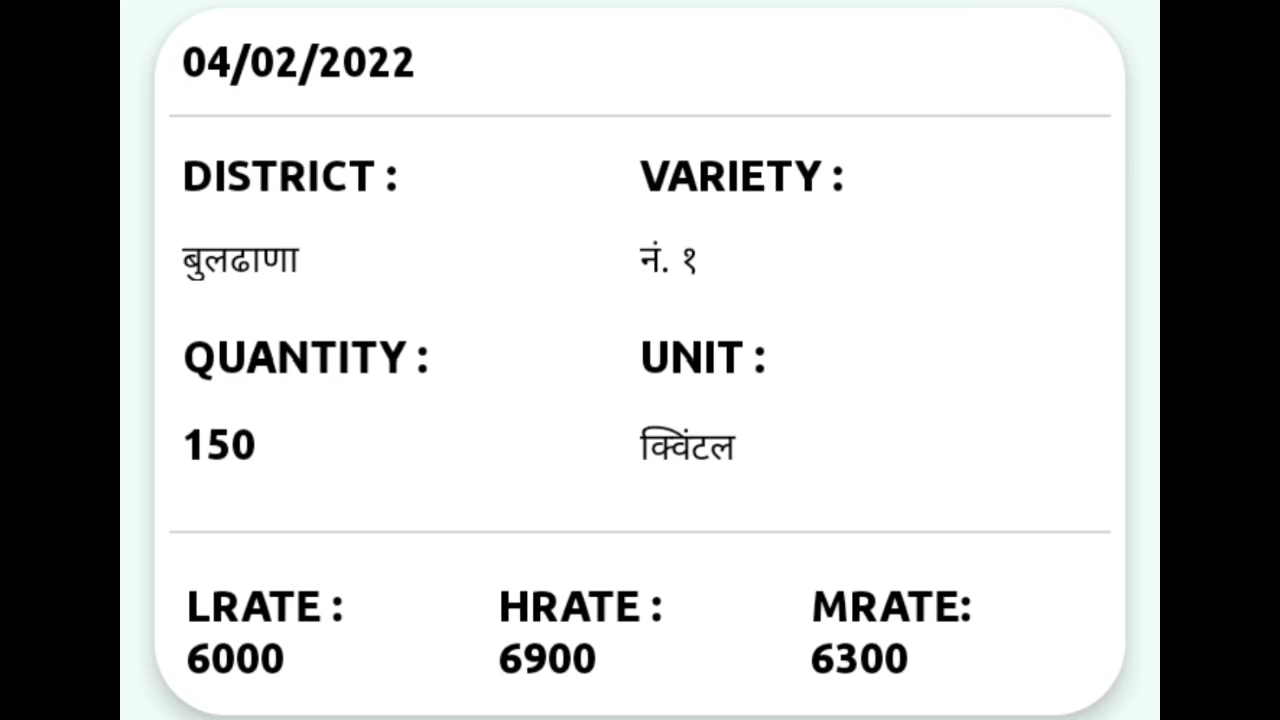 04/02/2022
DISTRICT : VARIETY :
बुलढाणा नं. १
QUANTITY : UNIT :
150 क्विंटल
LRATE : HRATE : MRATE:
6000 6900 6300